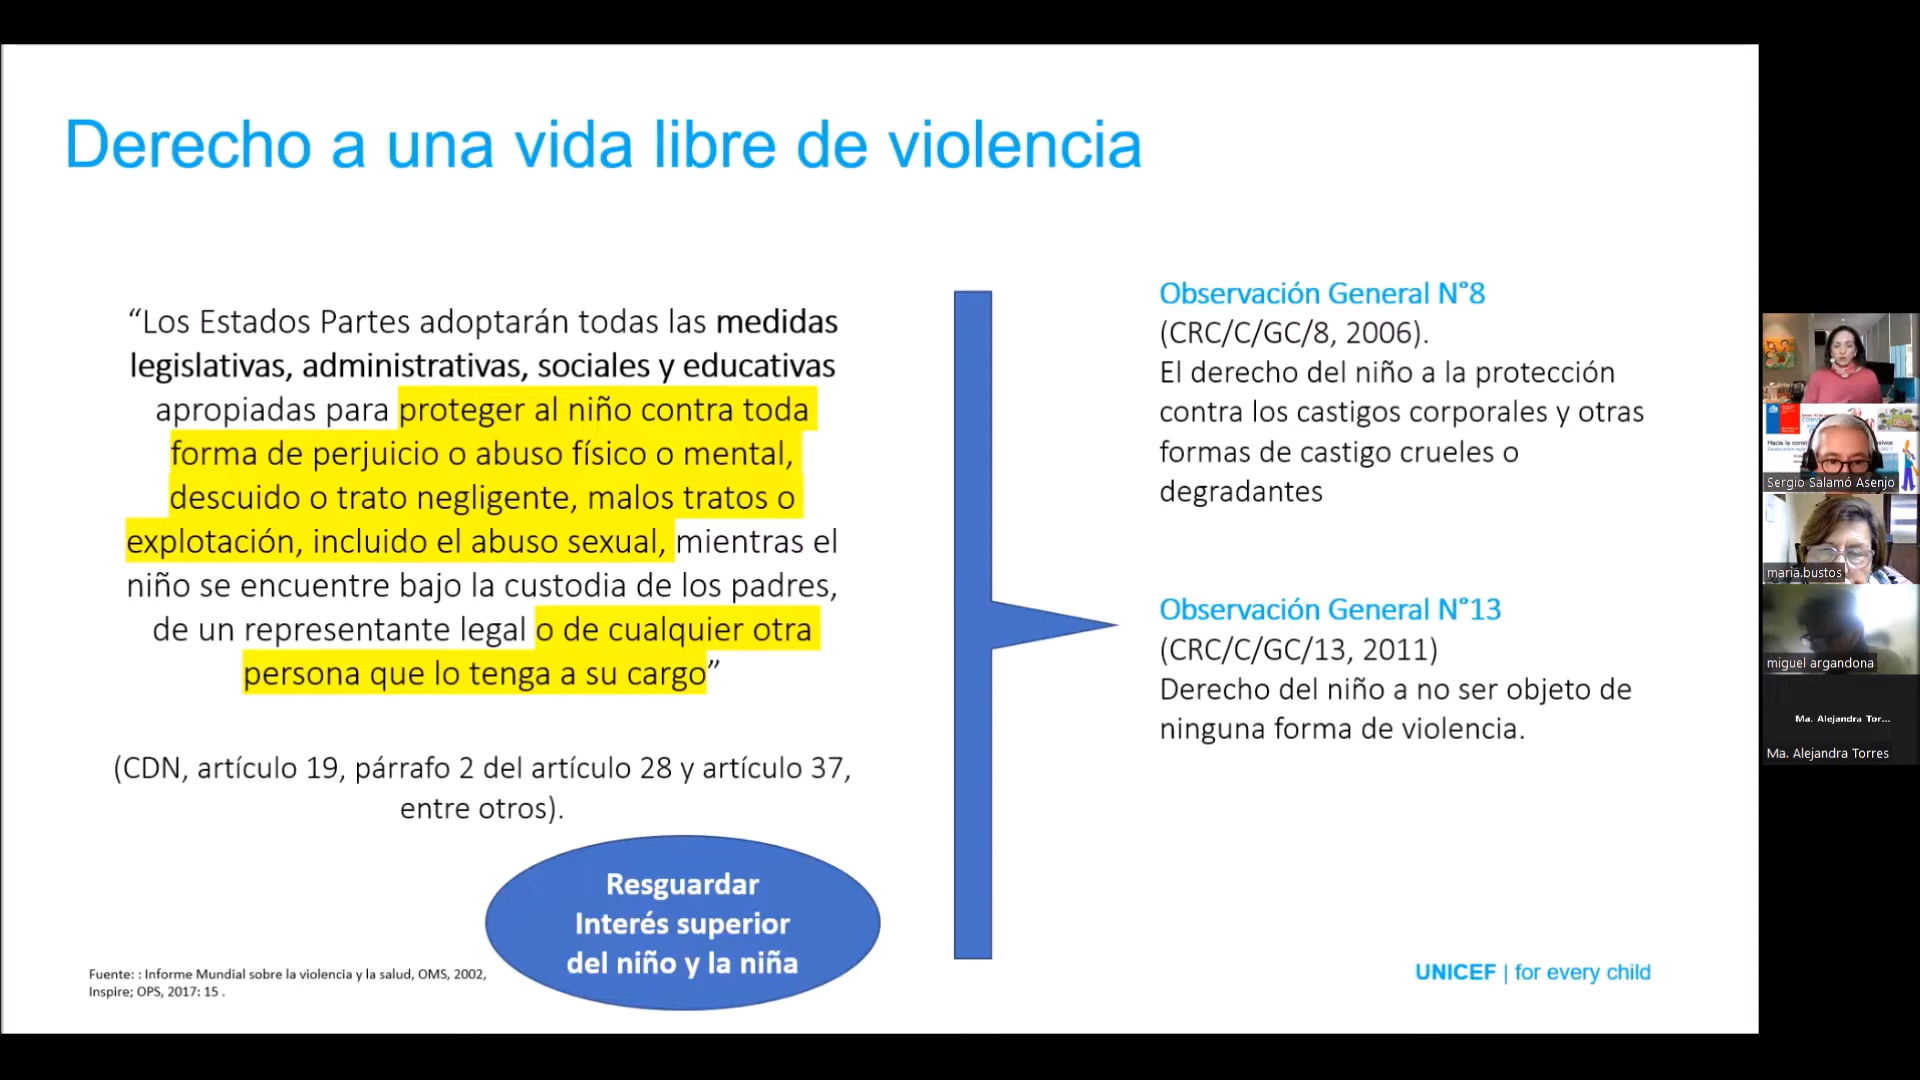 Derecho a una vida libre de violencia
“Los Estados Partes adoptarán todas las medidas
legislativas, administrativas, sociales y educativas
apropiadas para proteger al niño contra toda
forma de perjuicio o abuso físico o mental,
descuido o trato negligente, malos tratos o
explotación, incluido el abuso sexual, mientras el
niño se encuentre bajo la custodia de los padres,
de un representante legal o de cualquier otra
persona que lo tenga a su cargo”
(CDN, artículo 19, párrafo 2 del artículo 28 y artículo 37,
entre otros).
Resguardar
Interés superior
del niño y la niña
Fuente: : Informe Mundial sobre la violencia y la salud, OMS, 2002,
Inspire; OPS, 2017: 15 .
Observación General N°8
(CRC/C/GC/8, 2006).
El derecho del niño a la protección
contra los castigos corporales y otras
formas de castigo crueles o
degradantes
Observación General N°13
(CRC/C/GC/13, 2011)
Derecho del niño a no ser objeto de
ninguna forma de violencia.
UNICEF | for every child
Sergio Salamó Asenjo
maria.bustos
miguel argandona
Ma. Alejandra Tor...
Ma. Alejandra Torres